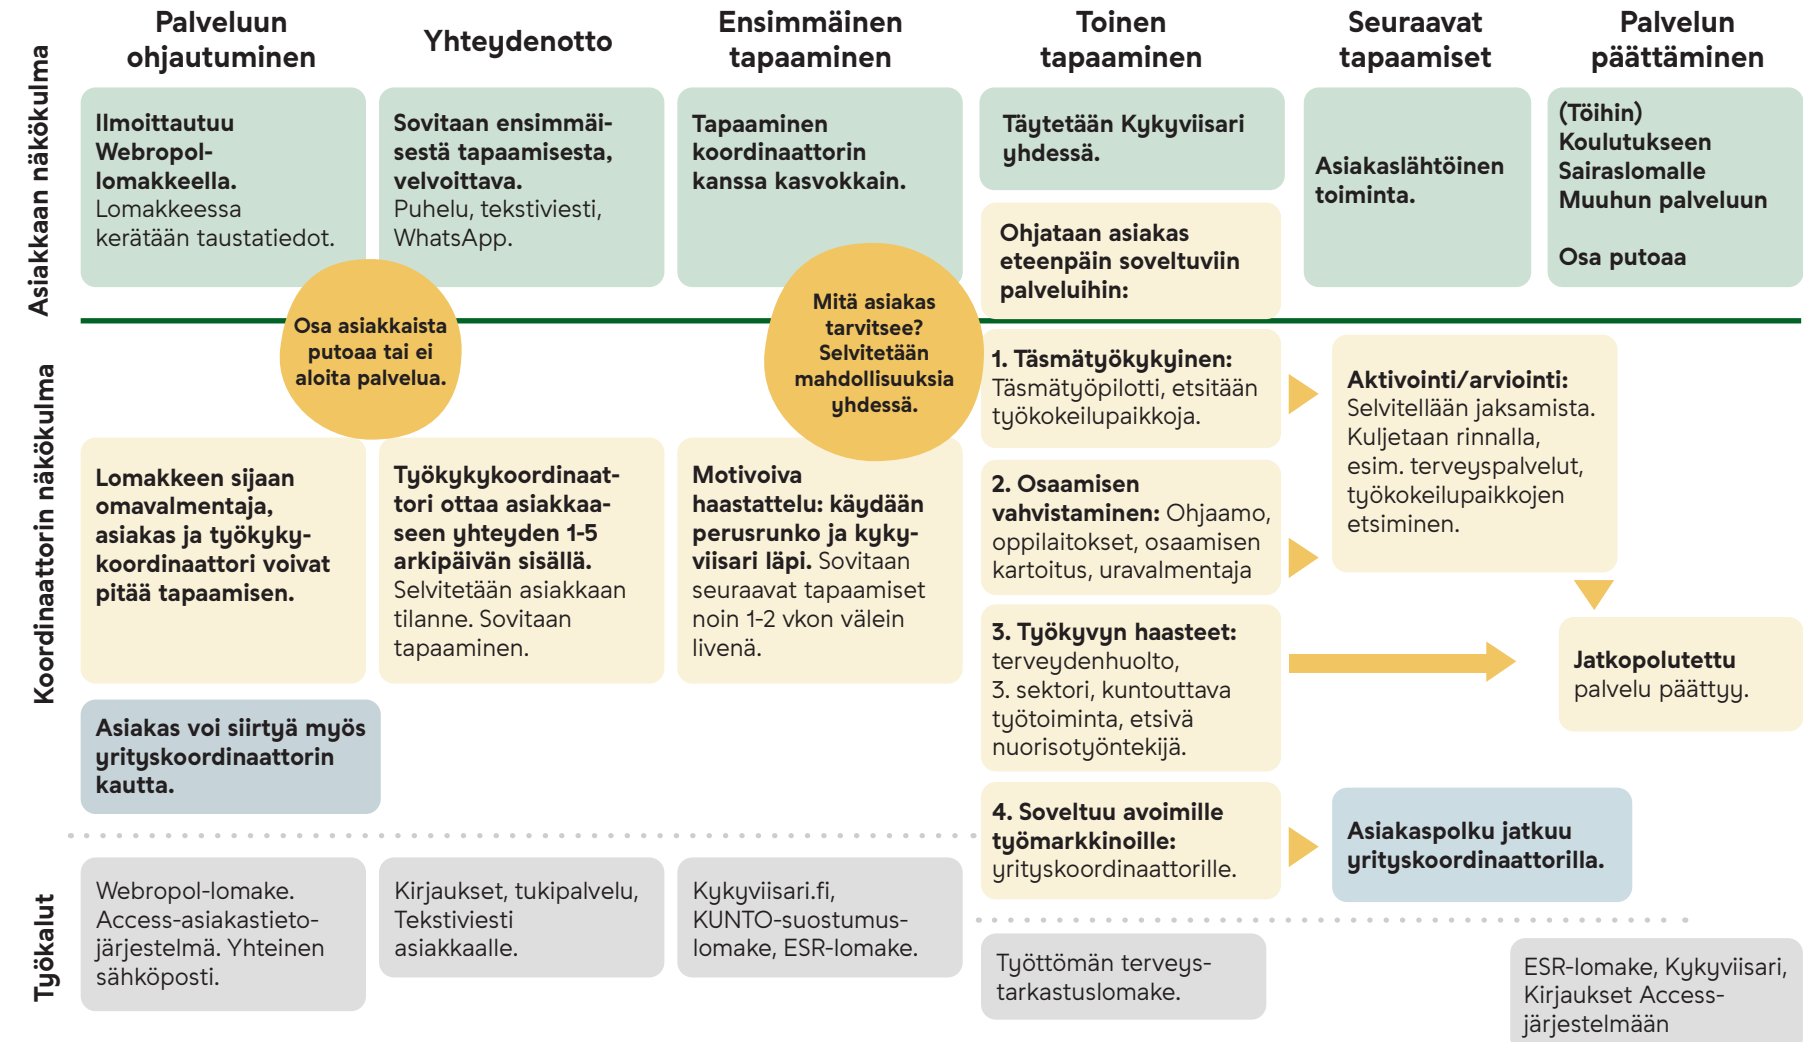 Palveluun
ohjautuminen
Yhteydenotto
Ensimmäinen
tapaaminen
Toinen
tapaaminen
Seuraavat
tapaamiset
Palvelun
päättäminen
Asiakkaan näkökulma
Ilmoittautuu
Webropol-
lomakkeella.
Lomakkeessa
kerätään taustatiedot.
Sovitaan ensimmäi-
sestä tapaamisesta,
velvoittava.
Puhelu, tekstiviesti,
WhatsApp.
Tapaaminen
koordinaattorin
kanssa kasvokkain.
Täytetään Kykyviisari
yhdessä.
Ohjataan asiakas
eteenpäin soveltuviin
palveluihin:
Asiakaslähtöinen
toiminta.
(Töihin)
Koulutukseen
Sairaslomalle
Muuhun palveluun
Osa putoaa
Osa asiakkaista
putoaa tai ei
aloita palvelua.
Mitä asiakas
tarvitsee?
Selvitetään
mahdollisuuksia
yhdessä.
Koordinaattorin näkökulma
Lomakkeen sijaan
omavalmentaja,
asiakas ja työkyky-
koordinaattori voivat
pitää tapaamisen.
Asiakas voi siirtyä myös
yrityskoordinaattorin
kautta.
Työkykykoordinaat-
tori ottaa asiakkaa-
seen yhteyden 1-5
arkipäivän sisällä.
Selvitetään asiakkaan
tilanne. Sovitaan
tapaaminen.
Motivoiva
haastattelu: käydään
perusrunko ja kyky-
viisari läpi. Sovitaan
seuraavat tapaamiset
noin 1-2 vkon välein
livenä.
1. Täsmätyökykyinen:
Täsmätyöpilotti, etsitään
työkokeilupaikkoja.
2. Osaamisen
vahvistaminen: Ohjaamo,
oppilaitokset, osaamisen
kartoitus, uravalmentaja
3. Työkyvyn haasteet:
terveydenhuolto,
3. sektori, kuntouttava
työtoiminta, etsivä
nuorisotyöntekijä.
4. Soveltuu avoimille
työmarkkinoille:
yrityskoordinaattorille.
Aktivointi/arviointi:
Selvitellään jaksamista.
Kuljetaan rinnalla,
esim. terveyspalvelut,
työkokeilupaikkojen
etsiminen.
Asiakaspolku jatkuu
yrityskoordinaattorilla.
Jatkopolutettu
palvelu päättyy.
Työkalut
Webropol-lomake.
Access-asiakastieto-
järjestelmä. Yhteinen
sähköposti.
Kirjaukset, tukipalvelu,
Tekstiviesti
asiakkaalle.
Kykyviisari.fi,
KUNTO-suostumus-
lomake, ESR-lomake.
Työttömän terveys-
tarkastuslomake.
ESR-lomake, Kykyviisari,
Kirjaukset Access-
järjestelmään